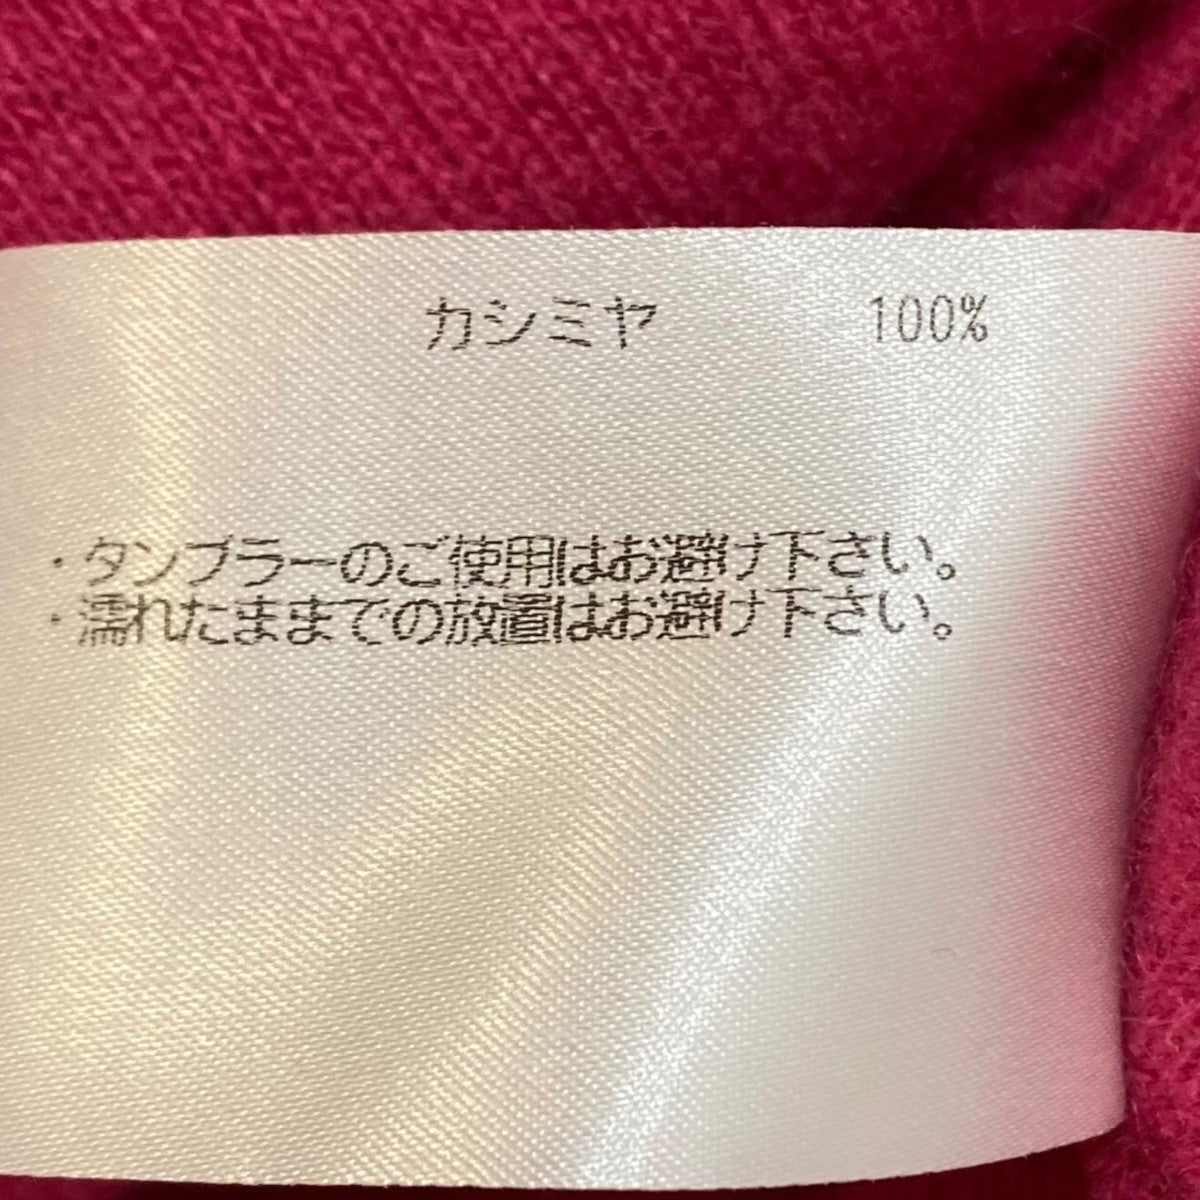 カシミヤ 100%
・タンブラーのご使用はお避け下さい。
・濡れたままでの放置はお避け下さい。